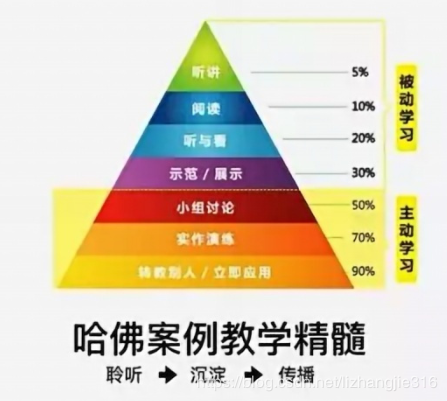 听讲 5%
阅读 10%
听与看 20%
示范 / 展示 30%
被动学习
小组讨论 50%
实作演练 70%
转教别人 / 立即应用 90%
主动学习
哈佛案例教学精髓
聆听 → 沉淀 → 传播
https://blog.csdn.net/lizhangjie316